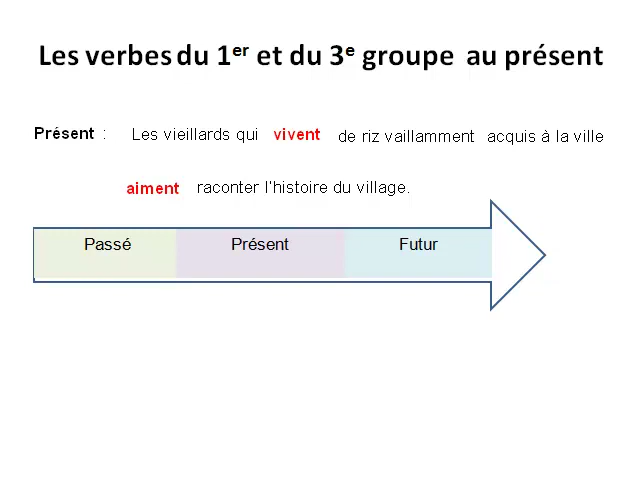 Les verbes du 1er et du 3e groupe au présent
Présent : Les vieillards qui vivent de riz vaillamment acquis à la ville
aiment raconter l'histoire du village.
Passé Présent Futur